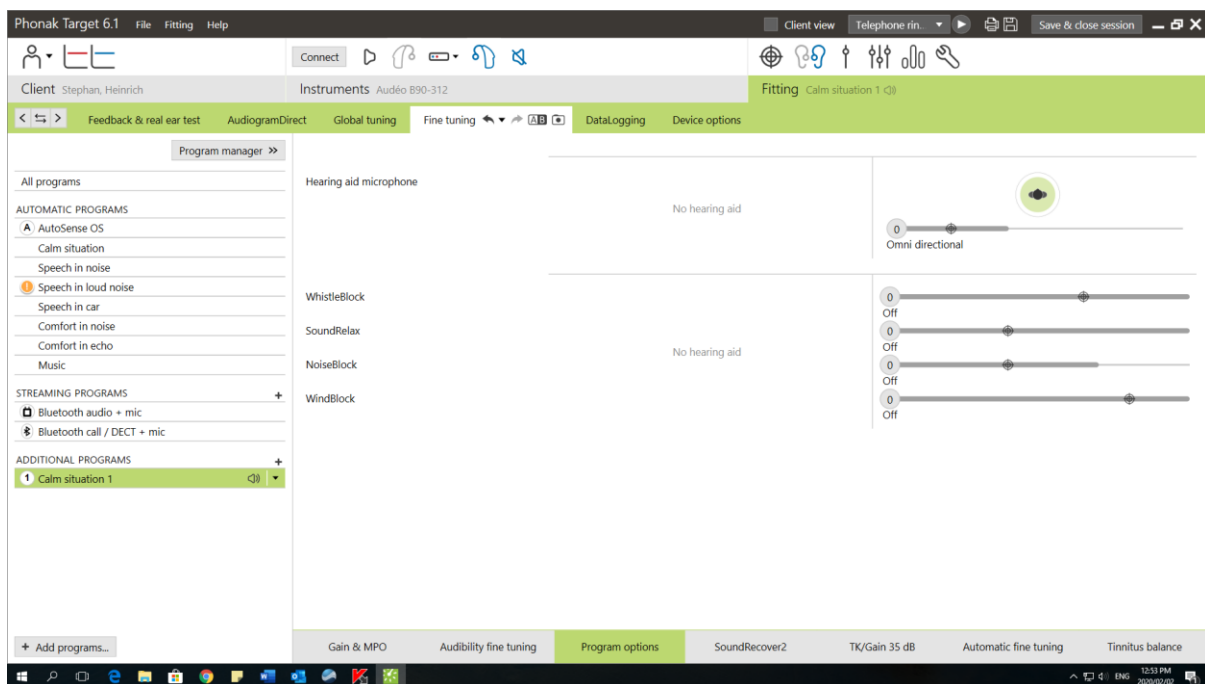 Phonak Target 6.1 File Fitting Help Client view Telephone rin.. Save & close session
Connect
Client Stephan, Heinrich Instruments Audéo B90-312 Fitting Calm situation 1
Feedback & real ear test AudiogramDirect Global tuning Fine tuning AB DataLogging Device options
Program manager >>
All programs
AUTOMATIC PROGRAMS
A AutoSense OS
Calm situation
Speech in noise
! Speech in loud noise
Speech in car
Comfort in noise
Comfort in echo
Music
STREAMING PROGRAMS +
Bluetooth audio + mic
Bluetooth call / DECT + mic
ADDITIONAL PROGRAMS +
1 Calm situation 1
+ Add programs...
Hearing aid microphone
No hearing aid
0
Omni directional
WhistleBlock
0
Off
SoundRelax
0
Off
No hearing aid
NoiseBlock
0
Off
WindBlock
0
Off
Gain & MPO Audibility fine tuning Program options SoundRecover2 TK/Gain 35 dB Automatic fine tuning Tinnitus balance
ENG 12:53 PM
2020/02/02